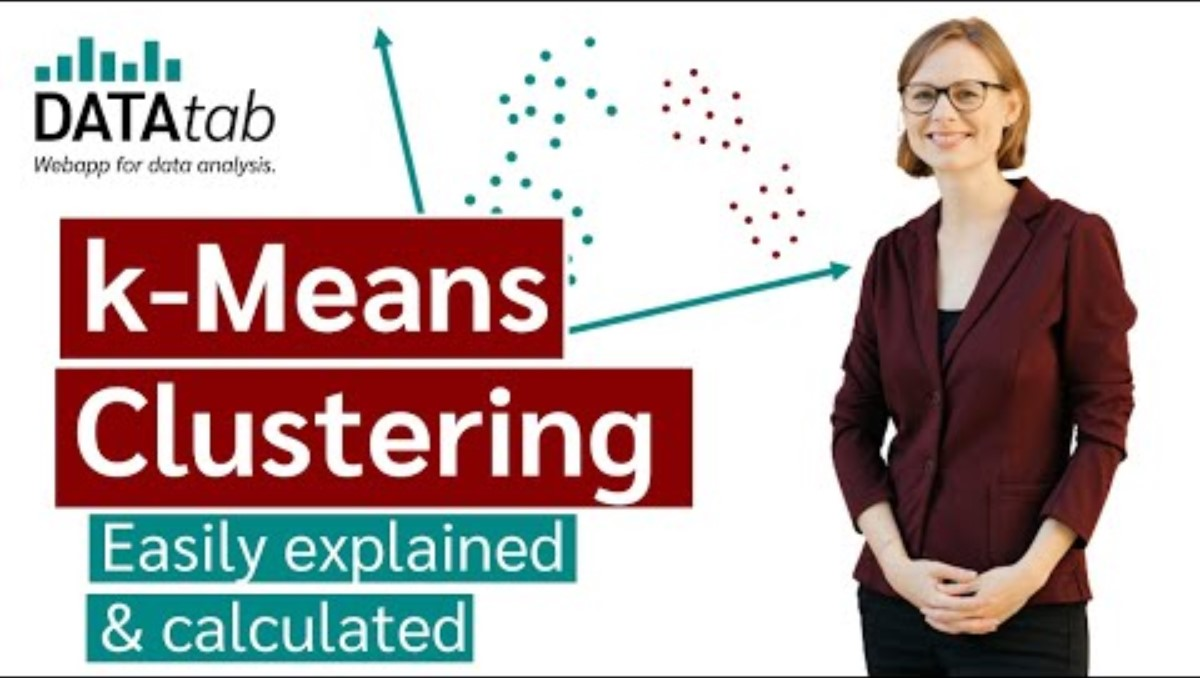 DATAtab
Webapp for data analysis.
k-Means
Clustering
Easily explained
& calculated